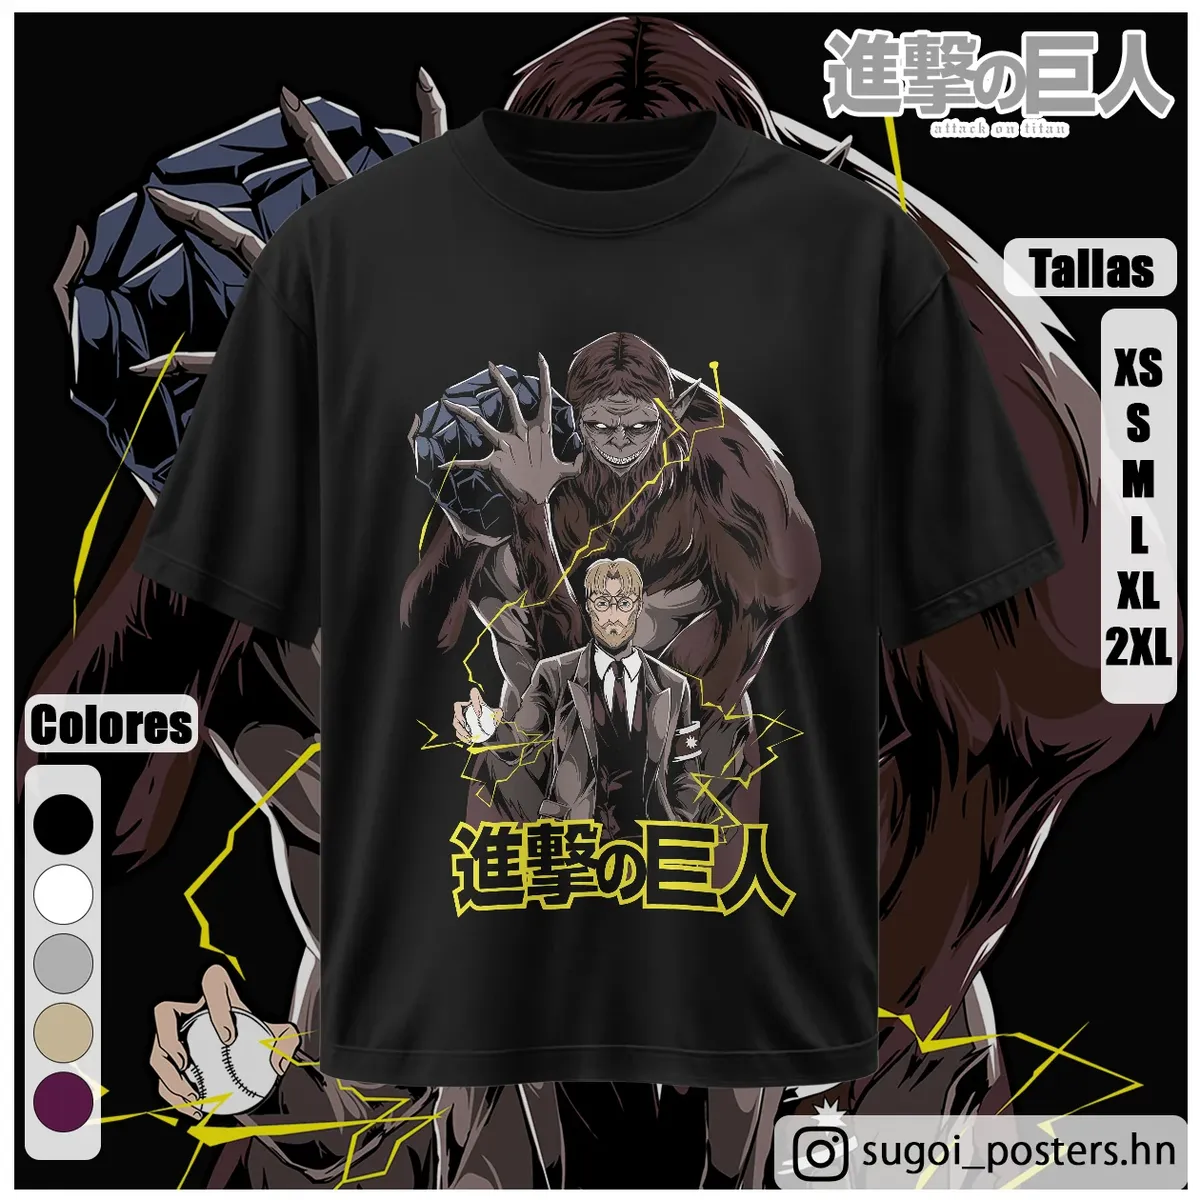 進撃の巨人
attack on titan
Tallas
XS
S
M
L
XL
2XL
進撃の巨人
Colores
sugoi_posters.hn